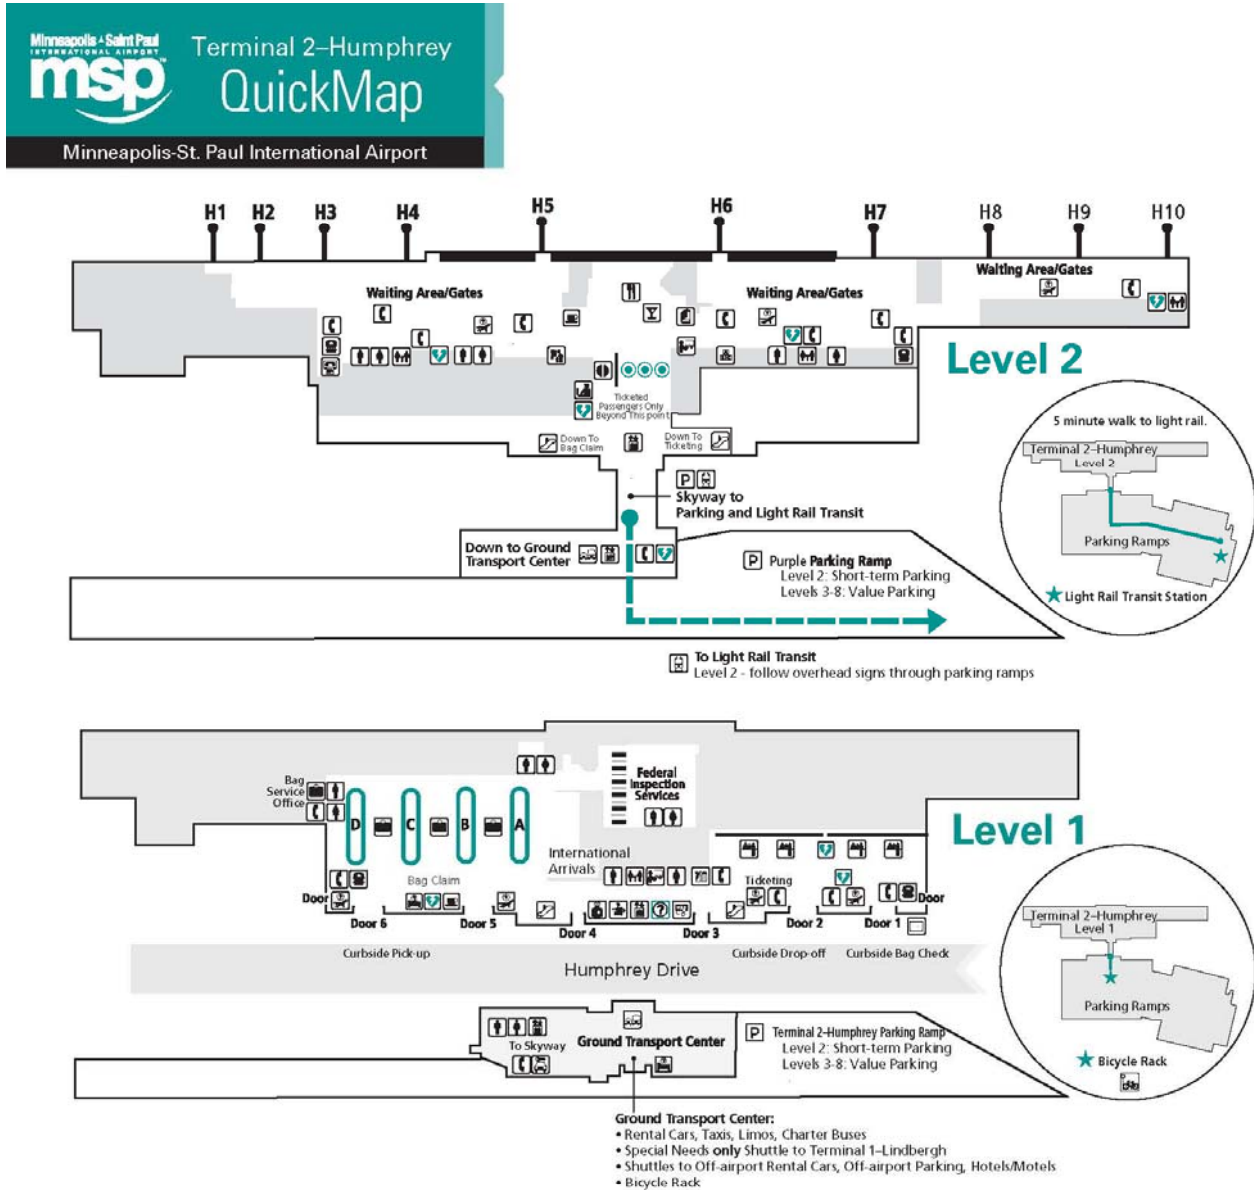 Minneapolis Saint Paul
INTERNATIONAL AIRPORT
msp
Terminal 2–Humphrey
QuickMap
Minneapolis-St. Paul International Airport
H1 H2 H3 H4 H5 H6 H7 H8 H9 H10
Waiting Area/Gates
Waiting Area/Gates
Waiting Area/Gates
Level 2
Ticketed
Passengers Only
Beyond This point
Down To
Bag Claim
Down To
Ticketing
P
Skyway to
Parking and Light Rail Transit
Down to Ground
Transport Center
P Purple Parking Ramp
Level 2: Short-term Parking
Levels 3-8: Value Parking
To Light Rail Transit
Level 2 - follow overhead signs through parking ramps
5 minute walk to light rail.
Terminal 2–Humphrey
Level 2
Parking Ramps
Light Rail Transit Station
Bag
Service
Office
D C B A
Federal
Inspection
Services
Level 1
International
Arrivals
Bag Claim
Ticketing
Door
Door 6
Door 5
Door 4
?
Door 3
Door 2
Door 1
Door
Curbside Pick-up
Curbside Drop-off
Curbside Bag Check
Humphrey Drive
To Skyway
Ground Transport Center
P Terminal 2–Humphrey Parking Ramp
Level 2: Short-term Parking
Levels 3-8: Value Parking
Terminal 2–Humphrey
Level 1
Parking Ramps
Bicycle Rack
Ground Transport Center:
• Rental Cars, Taxis, Limos, Charter Buses
• Special Needs only Shuttle to Terminal 1–Lindbergh
• Shuttles to Off-airport Rental Cars, Off-airport Parking, Hotels/Motels
• Bicycle Rack